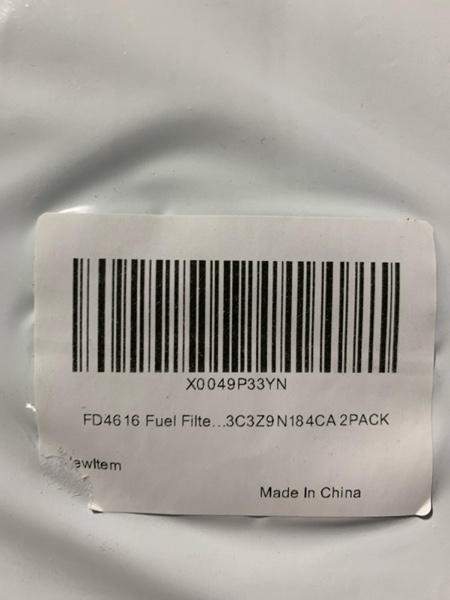 X0049P33YN
FD4616 Fuel Filte...3C3Z9N184CA 2PACK
ewItem
Made In China